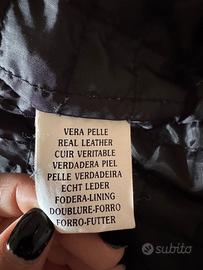 VERA PELLE
REAL LEATHER
CUIR VERITABLE
VERDADERA PIEL
PELLE VERDADEIRA
ECHT LEDER
FODERA-LINING
DOUBLURE-FORRO
FORRO-FUTTER
subito